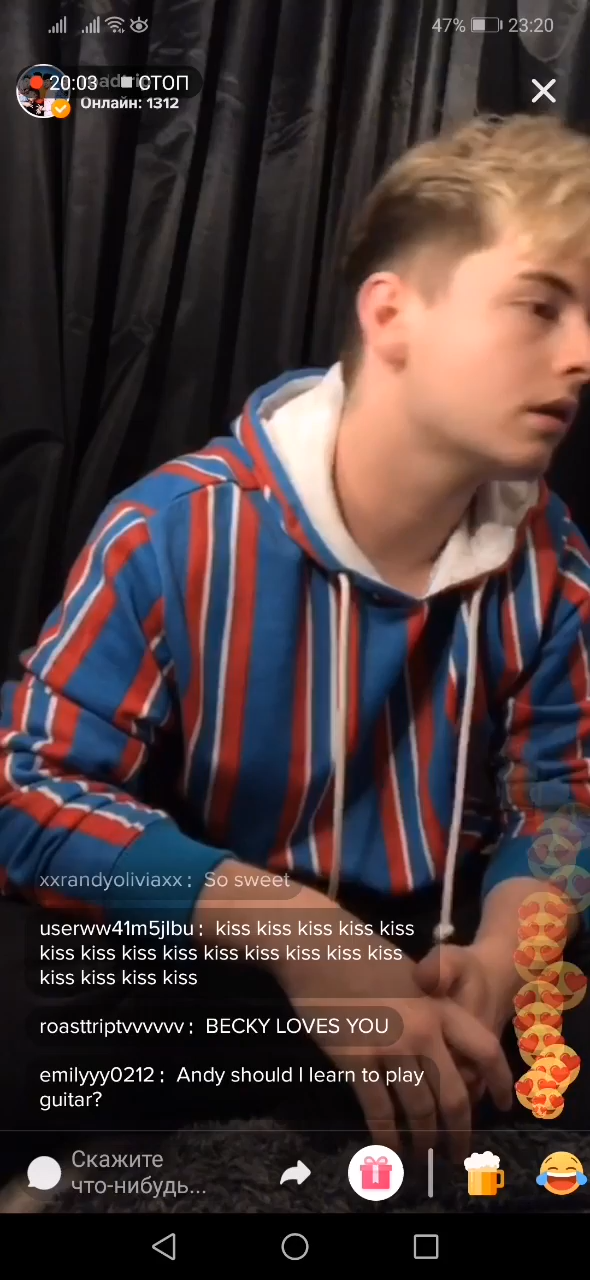 47% 23:20
20:03 СТОП
Онлайн: 1312
xxrandyoliviaxx : So sweet
userww41m5jlbu : kiss kiss kiss kiss kiss
kiss kiss kiss kiss kiss kiss kiss kiss kiss
kiss kiss kiss kiss
roasttriptvvvvvv : BECKY LOVES YOU
emilyyy0212 : Andy should I learn to play
guitar?
Скажите
что-нибудь...